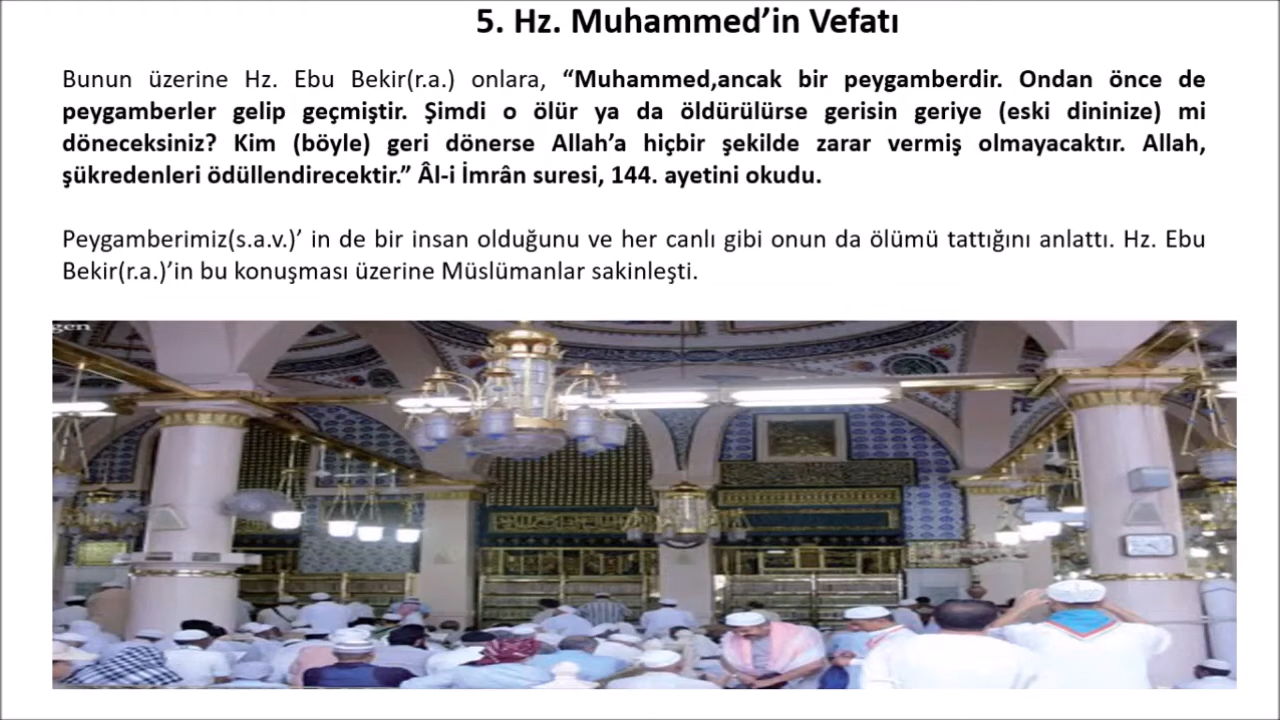 5. Hz. Muhammed’in Vefatı
Bunun üzerine Hz. Ebu Bekir(r.a.) onlara, “Muhammed,ancak bir peygamberdir. Ondan önce de
peygamberler gelip geçmiştir. Şimdi o ölür ya da öldürülürse gerisin geriye (eski dininize) mi
döneceksiniz? Kim (böyle) geri dönerse Allah’a hiçbir şekilde zarar vermiş olmayacaktır. Allah,
şükredenleri ödüllendirecektir.” Âl-i İmrân suresi, 144. ayetini okudu.
Peygamberimiz(s.a.v.)’ in de bir insan olduğunu ve her canlı gibi onun da ölümü tattığını anlattı. Hz. Ebu
Bekir(r.a.)’in bu konuşması üzerine Müslümanlar sakinleşti.
gen